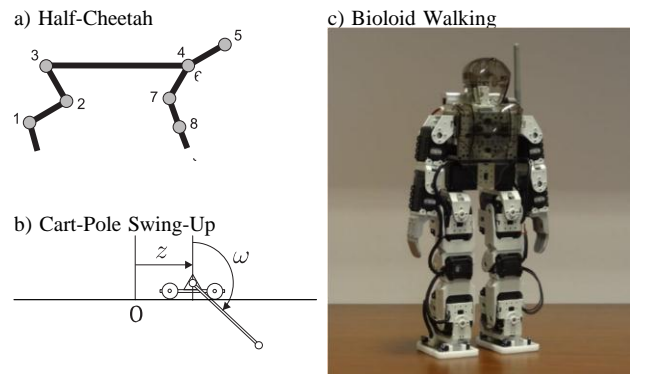 a) Half-Cheetah
5
3
4
6
7
2
1
8
b) Cart-Pole Swing-Up
z
ω
0
c) Bioloid Walking